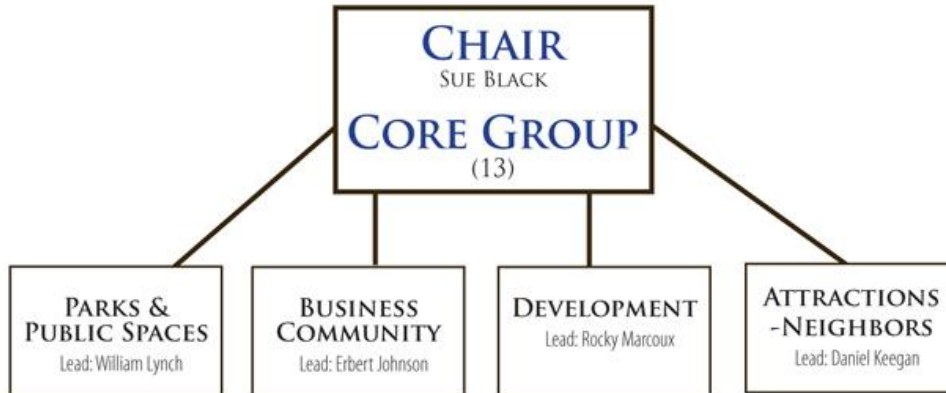 CHAIR
SUE BLACK
CORE GROUP
(13)
PARKS &
PUBLIC SPACES
Lead: William Lynch
BUSINESS
COMMUNITY
Lead: Erbert Johnson
DEVELOPMENT
Lead: Rocky Marcoux
ATTRACTIONS
-NEIGHBORS
Lead: Daniel Keegan